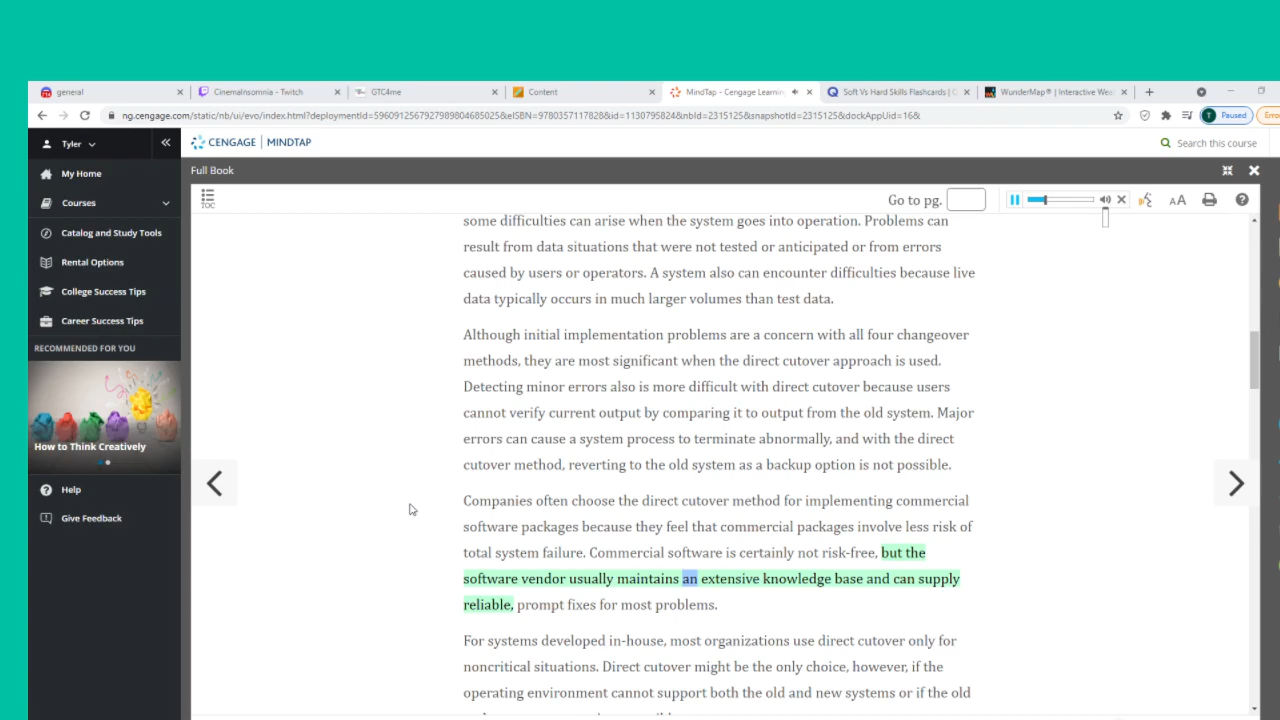 general
CinemaInsomnia - Twitch
GTC4me
Content
MindTap - Cengage Learning
Soft Vs Hard Skills Flashcards |
WunderMap® | Interactive Wea
ng.cengage.com/static/nb/ui/evo/index.html?deploymentId=5960912567927989804685025&eISBN=9780357117828&id=1130795824&nbId=2315125&snapshotId=2315125&dockAppUid=16&
T Paused
Error
Tyler
CENGAGE | MINDTAP
Search this course
Full Book
My Home
Courses
Catalog and Study Tools
Rental Options
College Success Tips
Career Success Tips
RECOMMENDED FOR YOU
How to Think Creatively
Help
Give Feedback
TOC
Go to pg.
AA
some difficulties can arise when the system goes into operation. Problems can
result from data situations that were not tested or anticipated or from errors
caused by users or operators. A system also can encounter difficulties because live
data typically occurs in much larger volumes than test data.
Although initial implementation problems are a concern with all four changeover
methods, they are most significant when the direct cutover approach is used.
Detecting minor errors also is more difficult with direct cutover because users
cannot verify current output by comparing it to output from the old system. Major
errors can cause a system process to terminate abnormally, and with the direct
cutover method, reverting to the old system as a backup option is not possible.
Companies often choose the direct cutover method for implementing commercial
software packages because they feel that commercial packages involve less risk of
total system failure. Commercial software is certainly not risk-free, but the
software vendor usually maintains an extensive knowledge base and can supply
reliable, prompt fixes for most problems.
For systems developed in-house, most organizations use direct cutover only for
noncritical situations. Direct cutover might be the only choice, however, if the
operating environment cannot support both the old and new systems or if the old